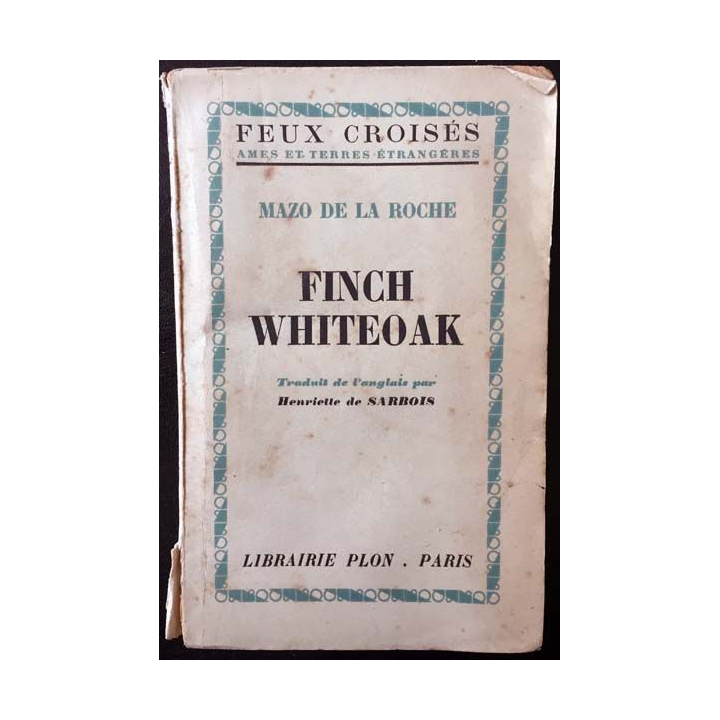 FEUX CROISÉS
AMES ET TERRES ÉTRANGÈRES
MAZO DE LA ROCHE
FINCH
WHITEOAK
Traduit de l'anglais par
Henriette de SARBOIS
LIBRAIRIE PLON . PARIS